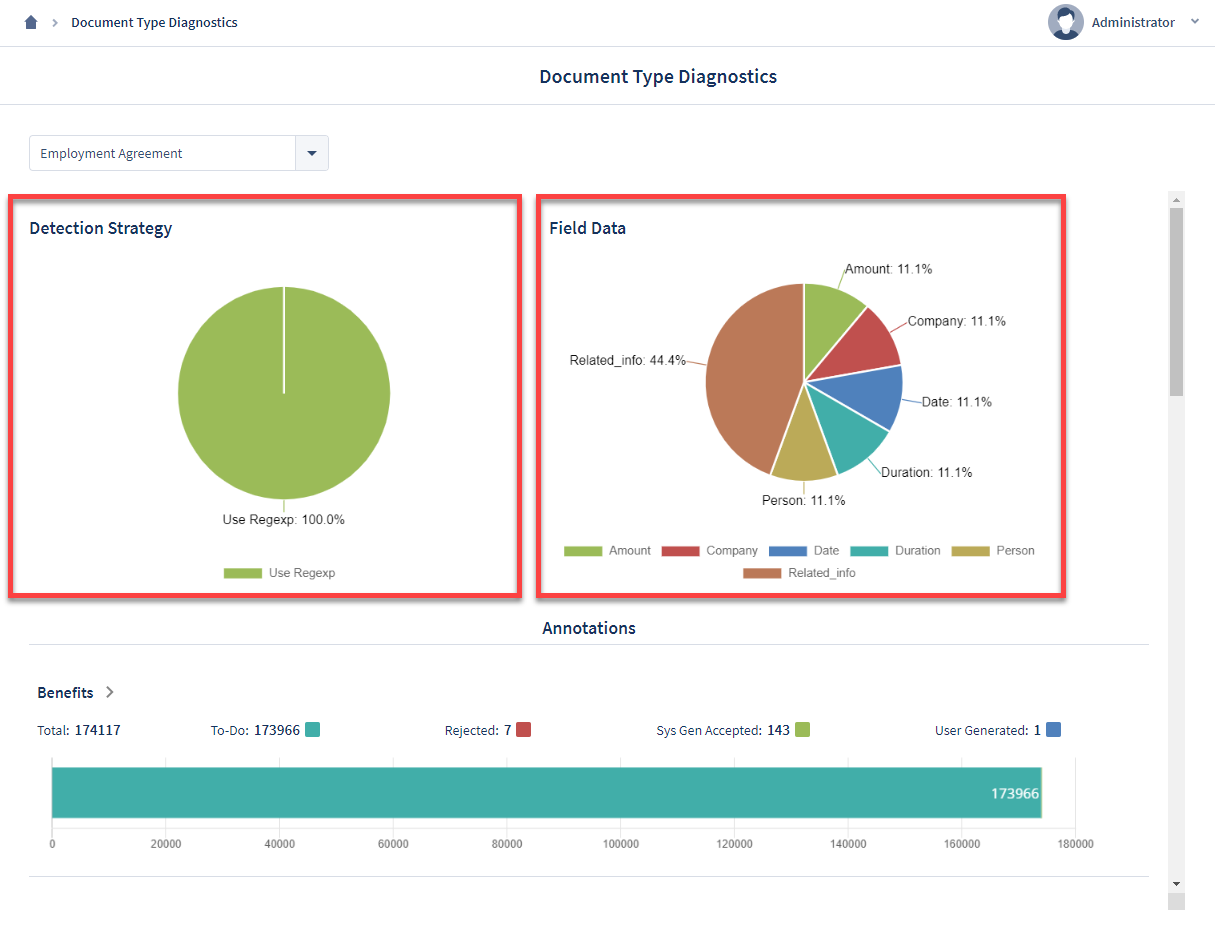 Document Type Diagnostics
Administrator
Document Type Diagnostics
Employment Agreement
Detection Strategy
Use Regexp: 100.0%
Use Regexp
Field Data
Amount: 11.1%
Company: 11.1%
Related_info: 44.4%
Date: 11.1%
Duration: 11.1%
Person: 11.1%
Amount Company Date Duration Person
Related_info
Annotations
Benefits
Total: 174117 To-Do: 173966 Rejected: 7 Sys Gen Accepted: 143 User Generated: 1
173966
0 20000 40000 60000 80000 100000 120000 140000 160000 180000